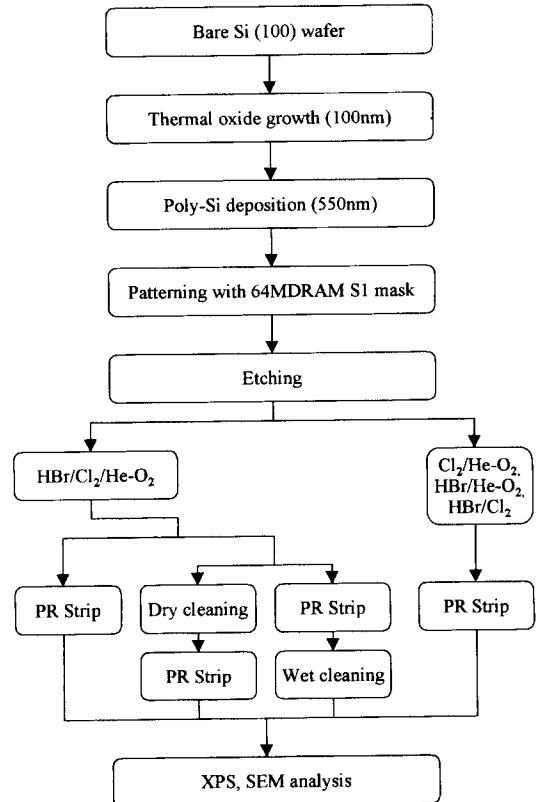 Bare Si (100) wafer
Thermal oxide growth (100nm)
Poly-Si deposition (550nm)
Patterning with 64MDRAM S1 mask
Etching
HBr/Cl₂/He-O₂
Cl₂/He-O₂,
HBr/He-O₂,
HBr/Cl₂
PR Strip
Dry cleaning
PR Strip
PR Strip
PR Strip
Wet cleaning
XPS, SEM analysis